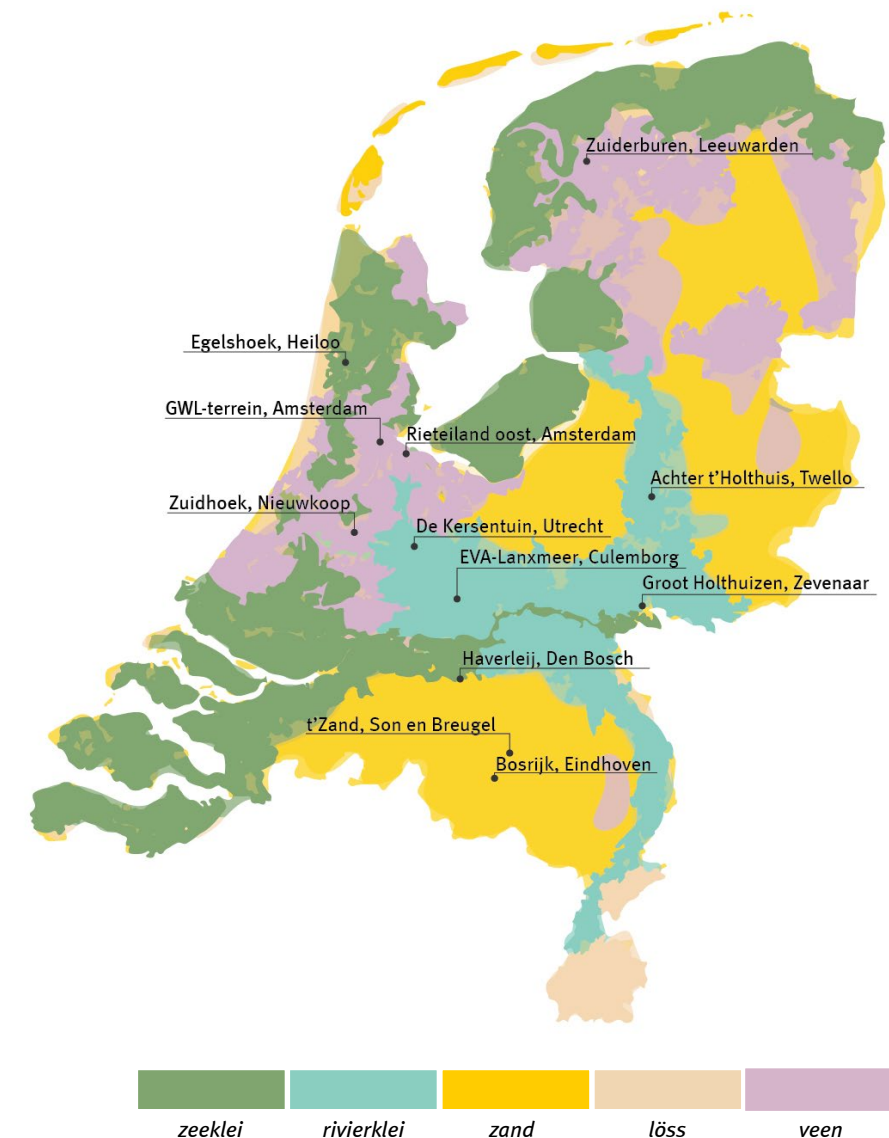 Zuiderburen, Leeuwarden
Egelshoek, Heiloo
GWL-terrein, Amsterdam
Rieteiland oost, Amsterdam
Achter t’Holthuis, Twello
Zuidhoek, Nieuwkoop
De Kersentuin, Utrecht
EVA-Lanxmeer, Culemborg
Groot Holthuizen, Zevenaar
Haverleij, Den Bosch
t’Zand, Son en Breugel
Bosrijk, Eindhoven
zeeklei rivierklei zand löss veen